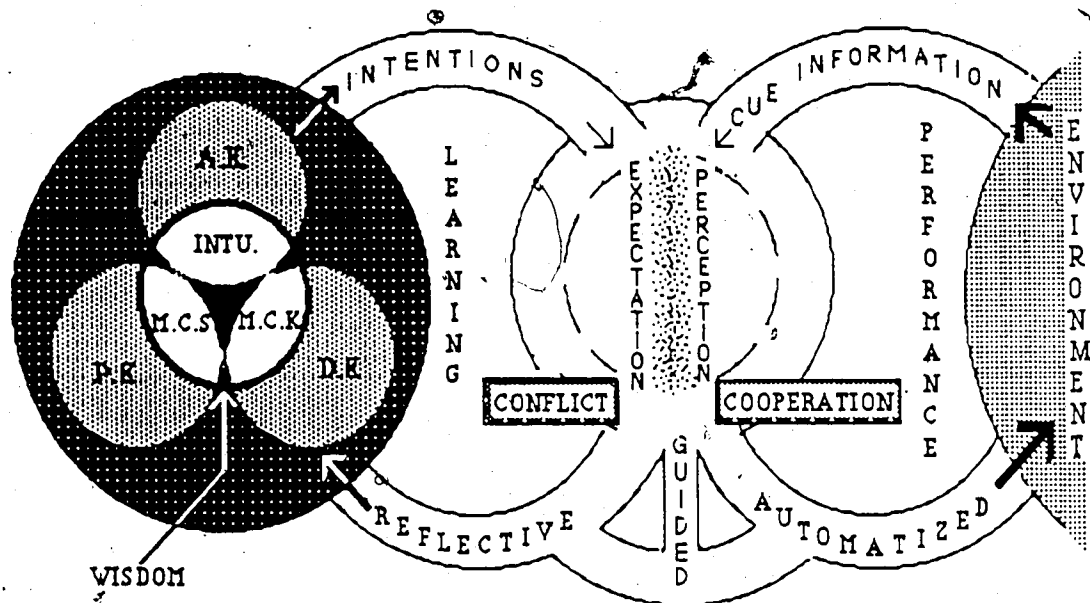 INTENTIONS
CUE INFORMATION
A.K
INTU.
M.C.S
M.C.K
P.K
D.K
LEARNING
EXPECTATION
PERCEPTION
PERFORMANCE
ENVIRONMENT
CONFLICT
COOPERATION
GUIDED
REFLECTIVE
AUTOMATIZED
WISDOM